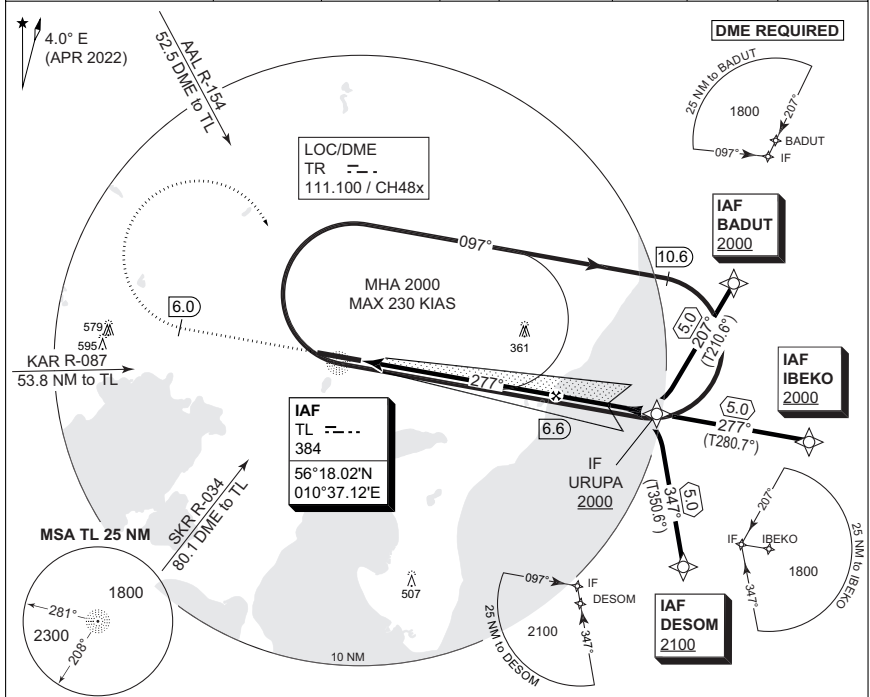 4.0° E
(APR 2022)
AAL R-154
52.5 DME to TL
DME REQUIRED
25 NM to BADUT
1800
207°
BADUT
097°
IF
LOC/DME
TR
111.100 / CH48x
IAF
BADUT
2000
097°
10.6
MHA 2000
MAX 230 KIAS
5.0
207°
(T210.6°)
6.0
579
595
361
KAR R-087
53.8 NM to TL
IAF
IBEKO
2000
277°
5.0
277°
(T280.7°)
IAF
TL
384
56°18.02'N
010°37.12'E
6.6
IF
URUPA
2000
347°
(T350.6°)
5.0
SKR R-034
80.1 DME to TL
207°
IF
IBEKO
1800
347°
25 NM to IBEKO
MSA TL 25 NM
1800
281°
2300
208°
507
097°
IF
DESOM
2100
347°
25 NM to DESOM
IAF
DESOM
2100
10 NM